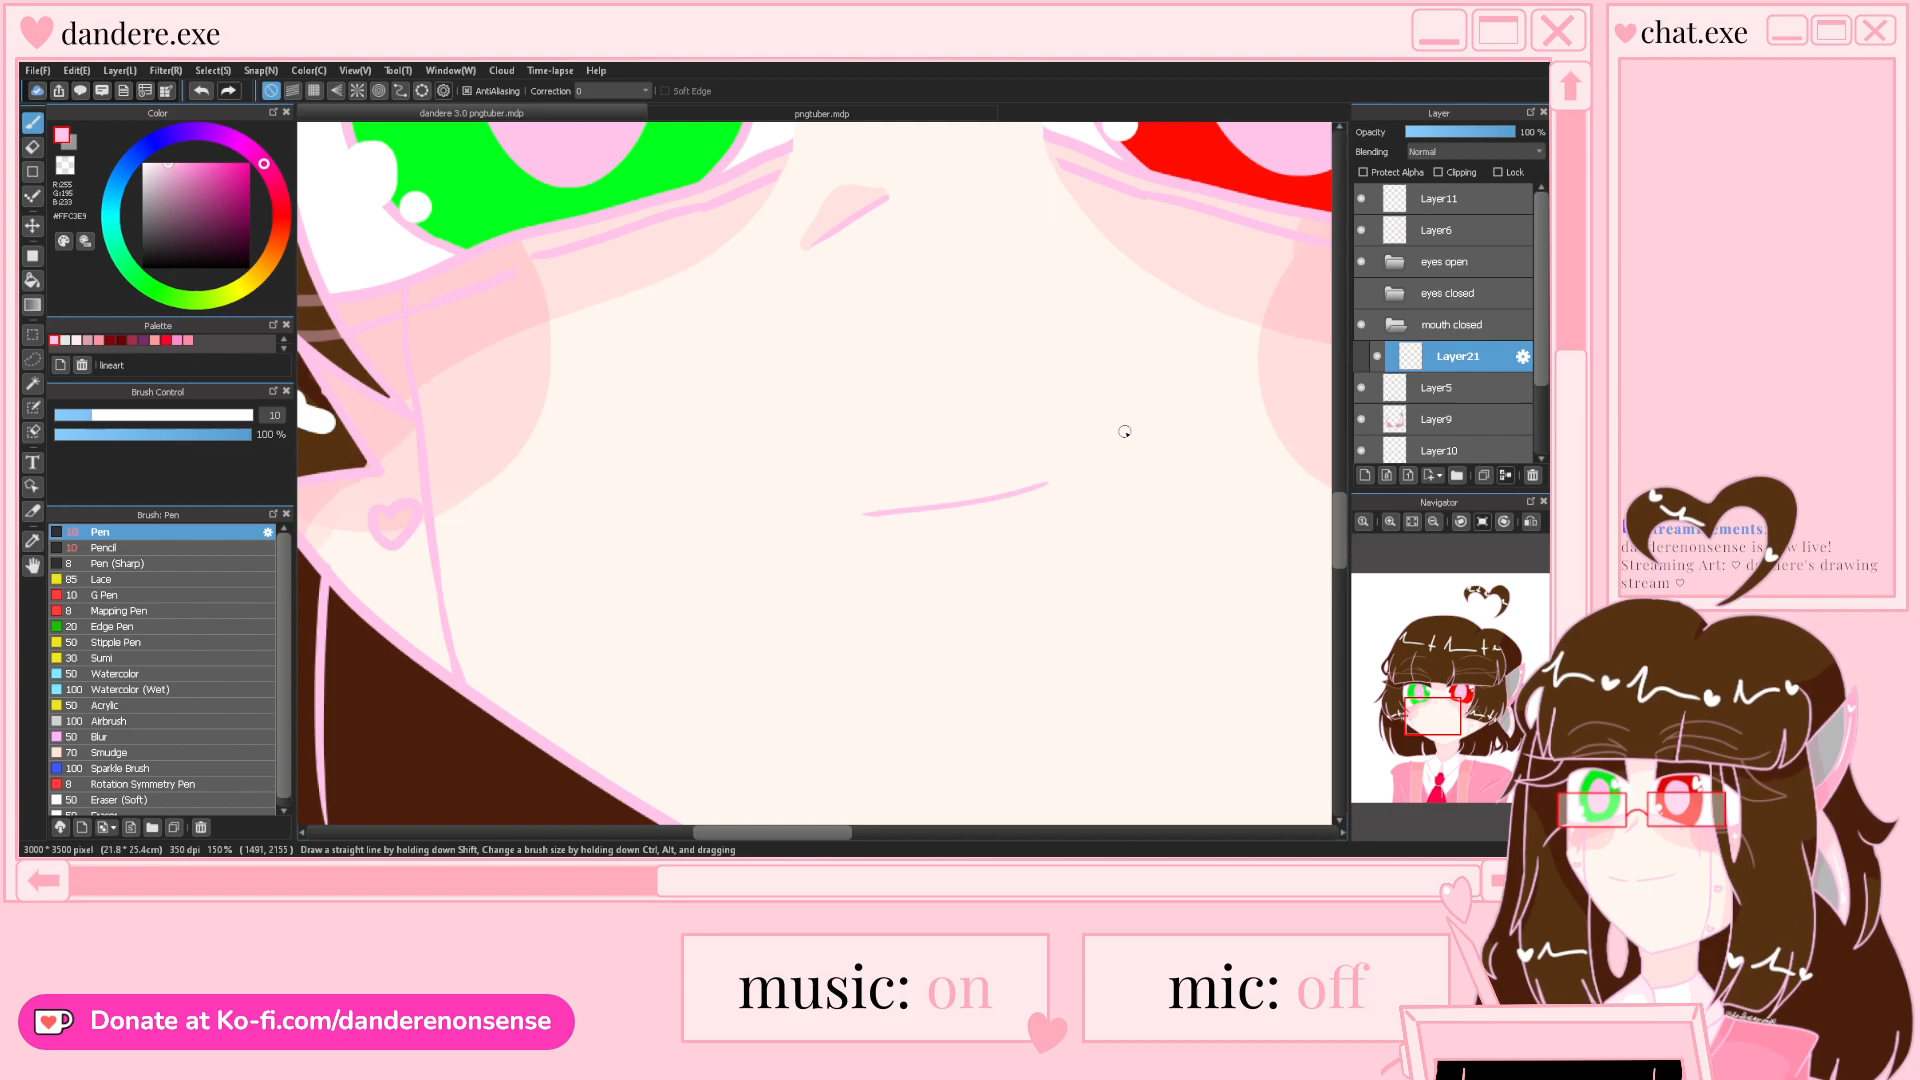 dandere.exe
chat.exe
File(F) Edit(E) Layer(L) Filter(R) Select(S) Snap(N) Color(C) View(V) Tool(T) Window(W) Cloud Time-lapse Help
AntiAliasing Correction 0 Soft Edge
Color
dandere 3.0 pngtuber.mdp
pngtuber.mdp
Layer
R:255
G:195
B:233
#FFC3E9
Palette
lineart
Brush Control
10
100 %
Brush: Pen
10 Pen
10 Pencil
8 Pen (Sharp)
85 Lace
10 G Pen
8 Mapping Pen
20 Edge Pen
50 Stipple Pen
30 Sumi
50 Watercolor
100 Watercolor (Wet)
50 Acrylic
100 Airbrush
50 Blur
70 Smudge
100 Sparkle Brush
8 Rotation Symmetry Pen
50 Eraser (Soft)
3000 * 3500 pixel (21.8 * 25.4cm) 350 dpi 150 % ( 1491, 2155 ) Draw a straight line by holding down Shift, Change a brush size by holding down Ctrl, Alt, and dragging
Opacity 100 %
Blending Normal
Protect Alpha Clipping Lock
Layer11
Layer6
eyes open
eyes closed
mouth closed
Layer21
Layer5
Layer9
Layer10
Navigator
is live!
Streaming Art: ♡ drawing
stream ♡
music: on
mic: off
Donate at Ko-fi.com/danderenonsense